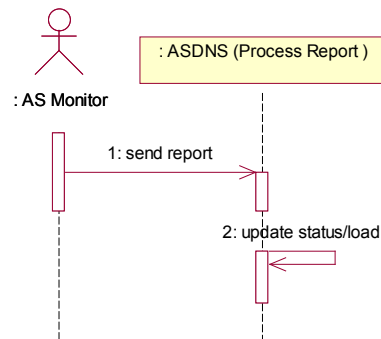 : ASDNS (Process Report )
: AS Monitor
1: send report
2: update status/load